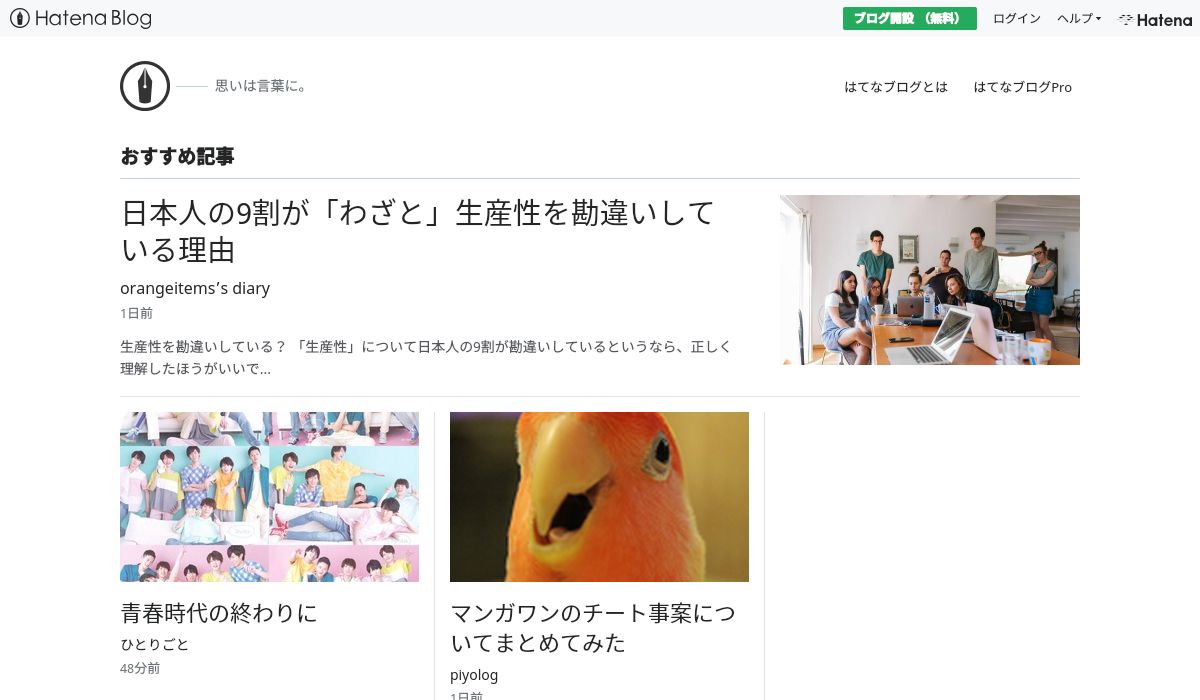 Hatena Blog
ブログ開設（無料）
ログイン
ヘルプ
Hatena
思いは言葉に。
はてなブログとは
はてなブログPro
おすすめ記事
日本人の9割が「わざと」生産性を勘違いして
いる理由
orangeitems’s diary
1日前
生産性を勘違いしている？ 「生産性」について日本人の9割が勘違いしているというなら、正しく
理解したほうがいいで...
青春時代の終わりに
ひとりごと
48分前
マンガワンのチート事案につ
いてまとめてみた
piyolog
1日前